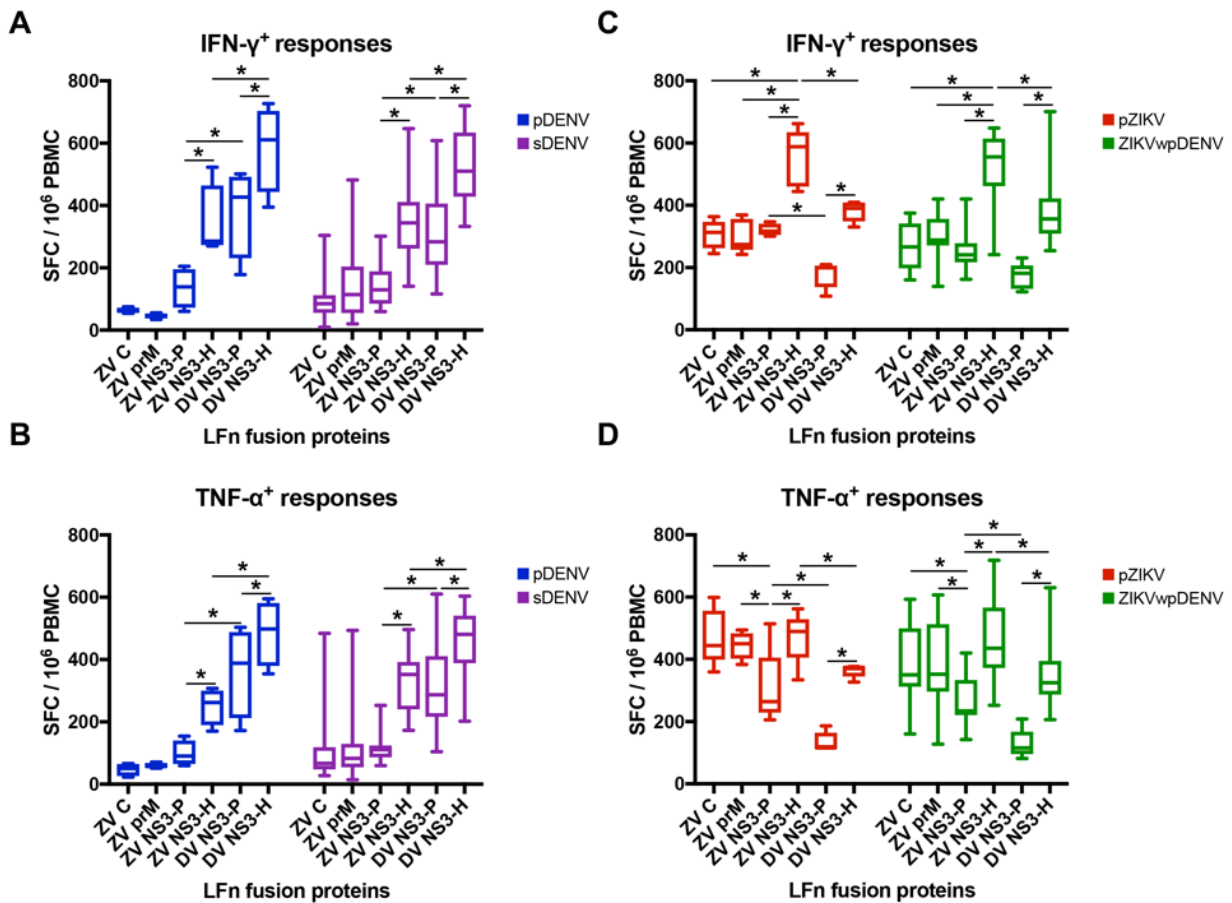 A
IFN-γ+ responses
SFC / 10⁶ PBMC
800
600
400
200
0
* * * * * * * *
pDENV
sDENV
ZV C
ZV prM
ZV NS3-P
ZV NS3-H
DV NS3-P
DV NS3-H
ZV C
ZV prM
ZV NS3-P
ZV NS3-H
DV NS3-P
DV NS3-H
LFn fusion proteins
C
IFN-γ+ responses
SFC / 10⁶ PBMC
800
600
400
200
0
* * * * * * * * * * *
pZIKV
ZIKVwpDENV
ZV C
ZV prM
ZV NS3-P
ZV NS3-H
DV NS3-P
DV NS3-H
ZV C
ZV prM
ZV NS3-P
ZV NS3-H
DV NS3-P
DV NS3-H
LFn fusion proteins
B
TNF-α+ responses
SFC / 10⁶ PBMC
800
600
400
200
0
* * * * * * * *
pDENV
sDENV
ZV C
ZV prM
ZV NS3-P
ZV NS3-H
DV NS3-P
DV NS3-H
ZV C
ZV prM
ZV NS3-P
ZV NS3-H
DV NS3-P
DV NS3-H
LFn fusion proteins
D
TNF-α+ responses
SFC / 10⁶ PBMC
800
600
400
200
0
* * * * * * * * * * * *
pZIKV
ZIKVwpDENV
ZV C
ZV prM
ZV NS3-P
ZV NS3-H
DV NS3-P
DV NS3-H
ZV C
ZV prM
ZV NS3-P
ZV NS3-H
DV NS3-P
DV NS3-H
LFn fusion proteins